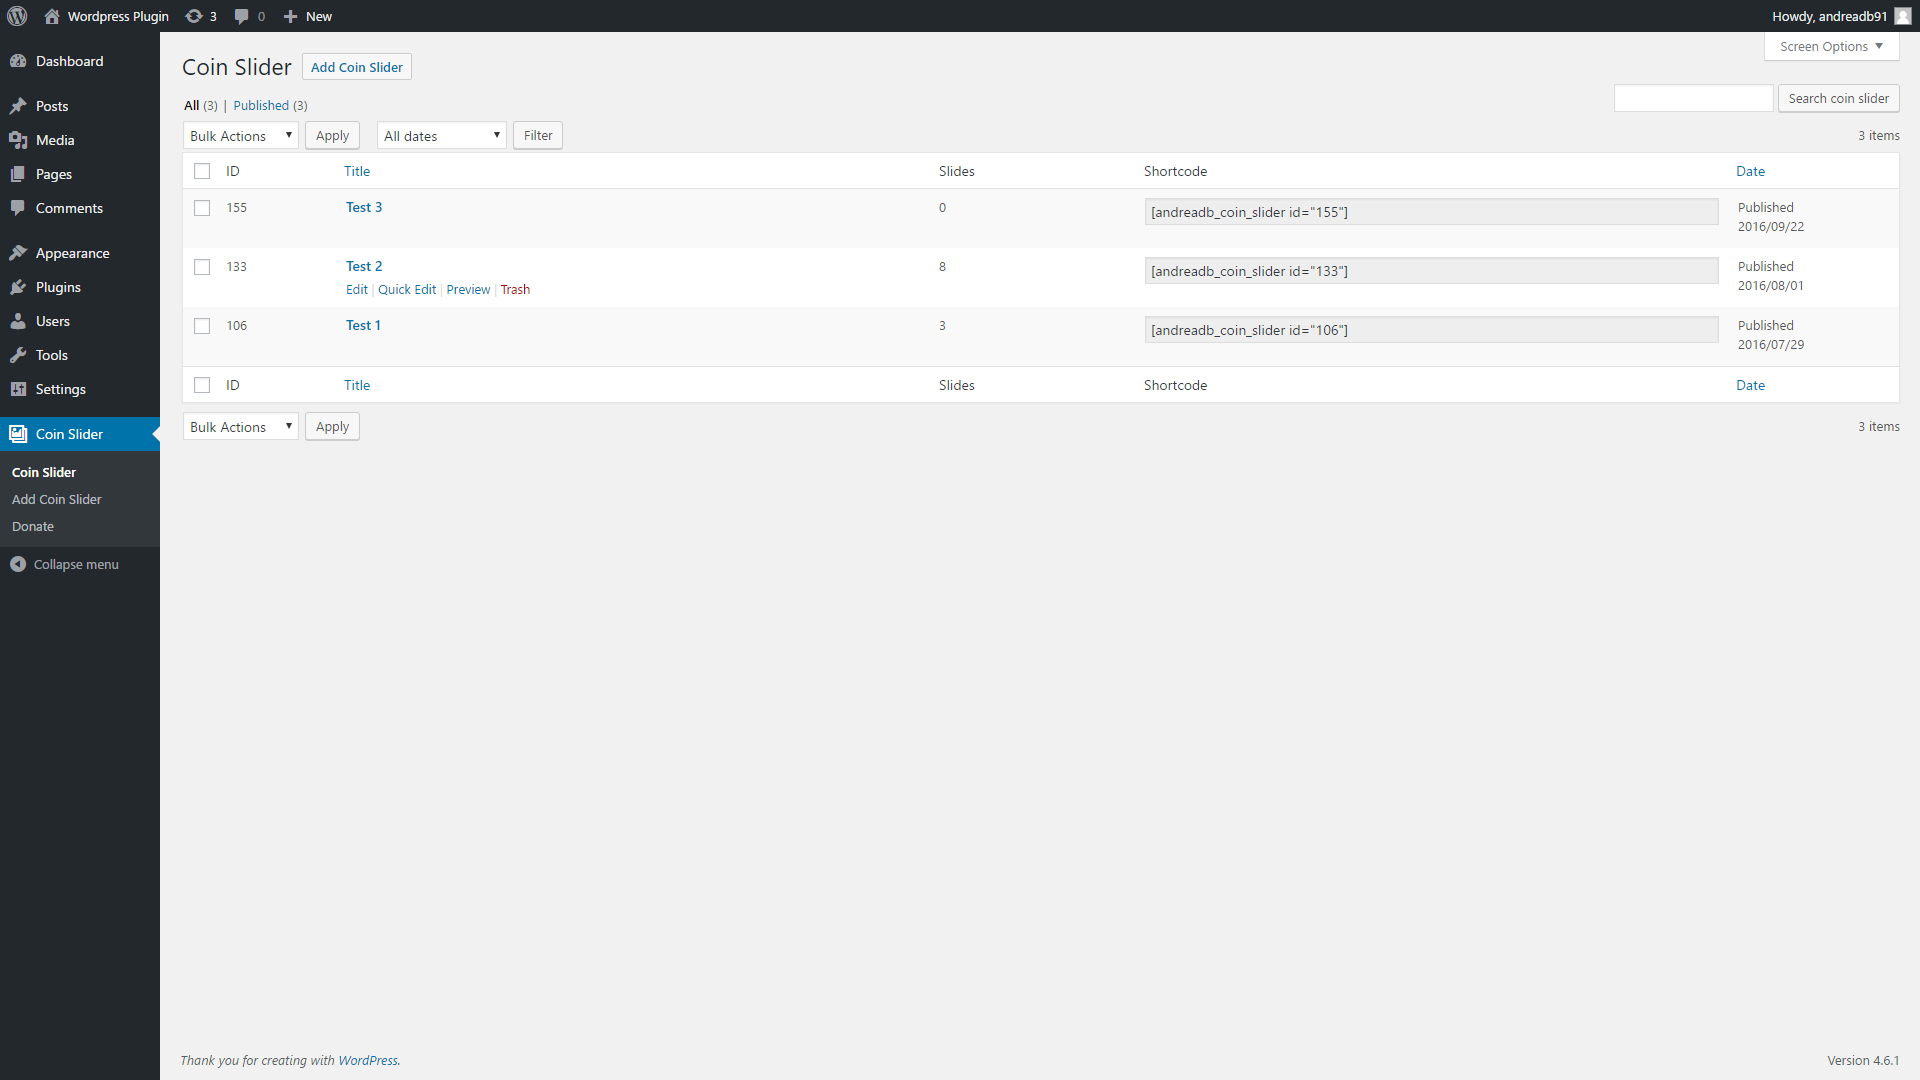 Wordpress Plugin 3 0 New Howdy, andreadb91
Screen Options
Dashboard
Posts
Media
Pages
Comments
Appearance
Plugins
Users
Tools
Settings
Coin Slider
Coin Slider
Add Coin Slider
Donate
Collapse menu
Coin Slider Add Coin Slider
All (3) | Published (3)
Search coin slider
Bulk Actions Apply All dates Filter 3 items
ID Title Slides Shortcode Date
155 Test 3 0 [andreadb_coin_slider id="155"] Published
2016/09/22
133 Test 2 8 [andreadb_coin_slider id="133"] Published
Edit | Quick Edit | Preview | Trash 2016/08/01
106 Test 1 3 [andreadb_coin_slider id="106"] Published
2016/07/29
ID Title Slides Shortcode Date
Bulk Actions Apply 3 items
Thank you for creating with WordPress. Version 4.6.1